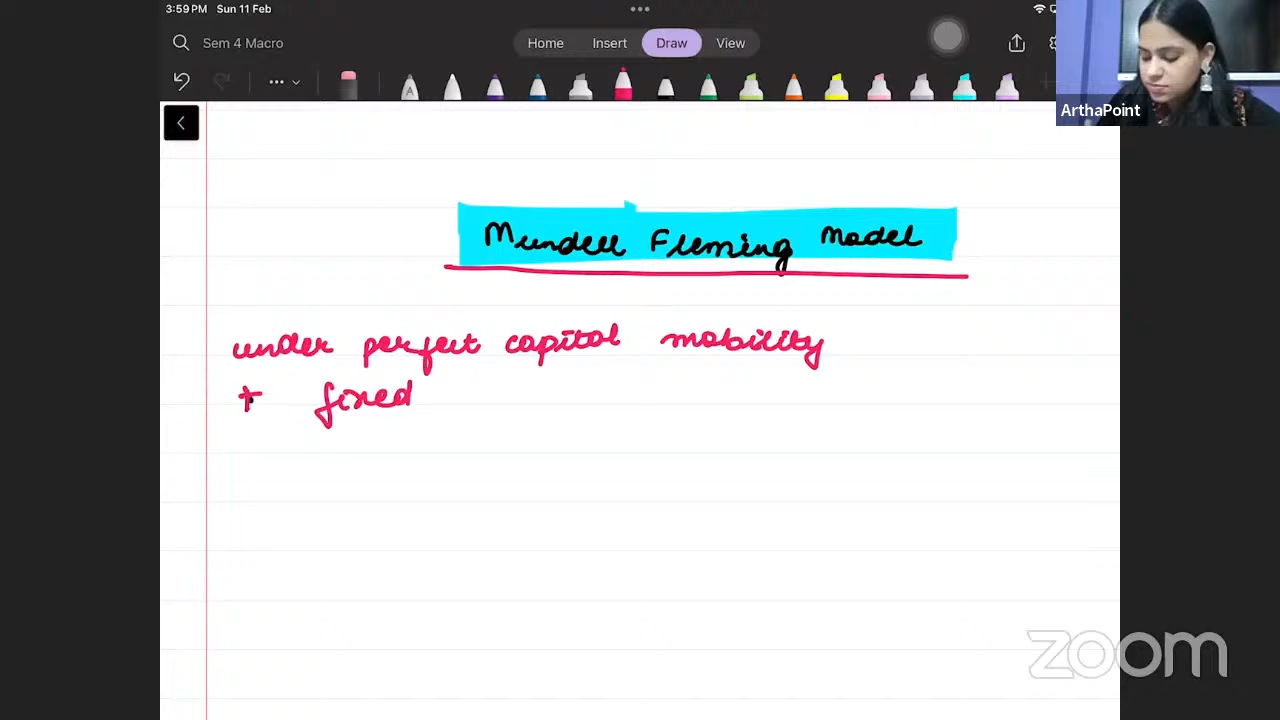 3:59 PM Sun 11 Feb
Sem 4 Macro
Home Insert Draw View
A
ArthaPoint
Mundell Fleming Model
under perfect capital mobility
+ fixed
zoom